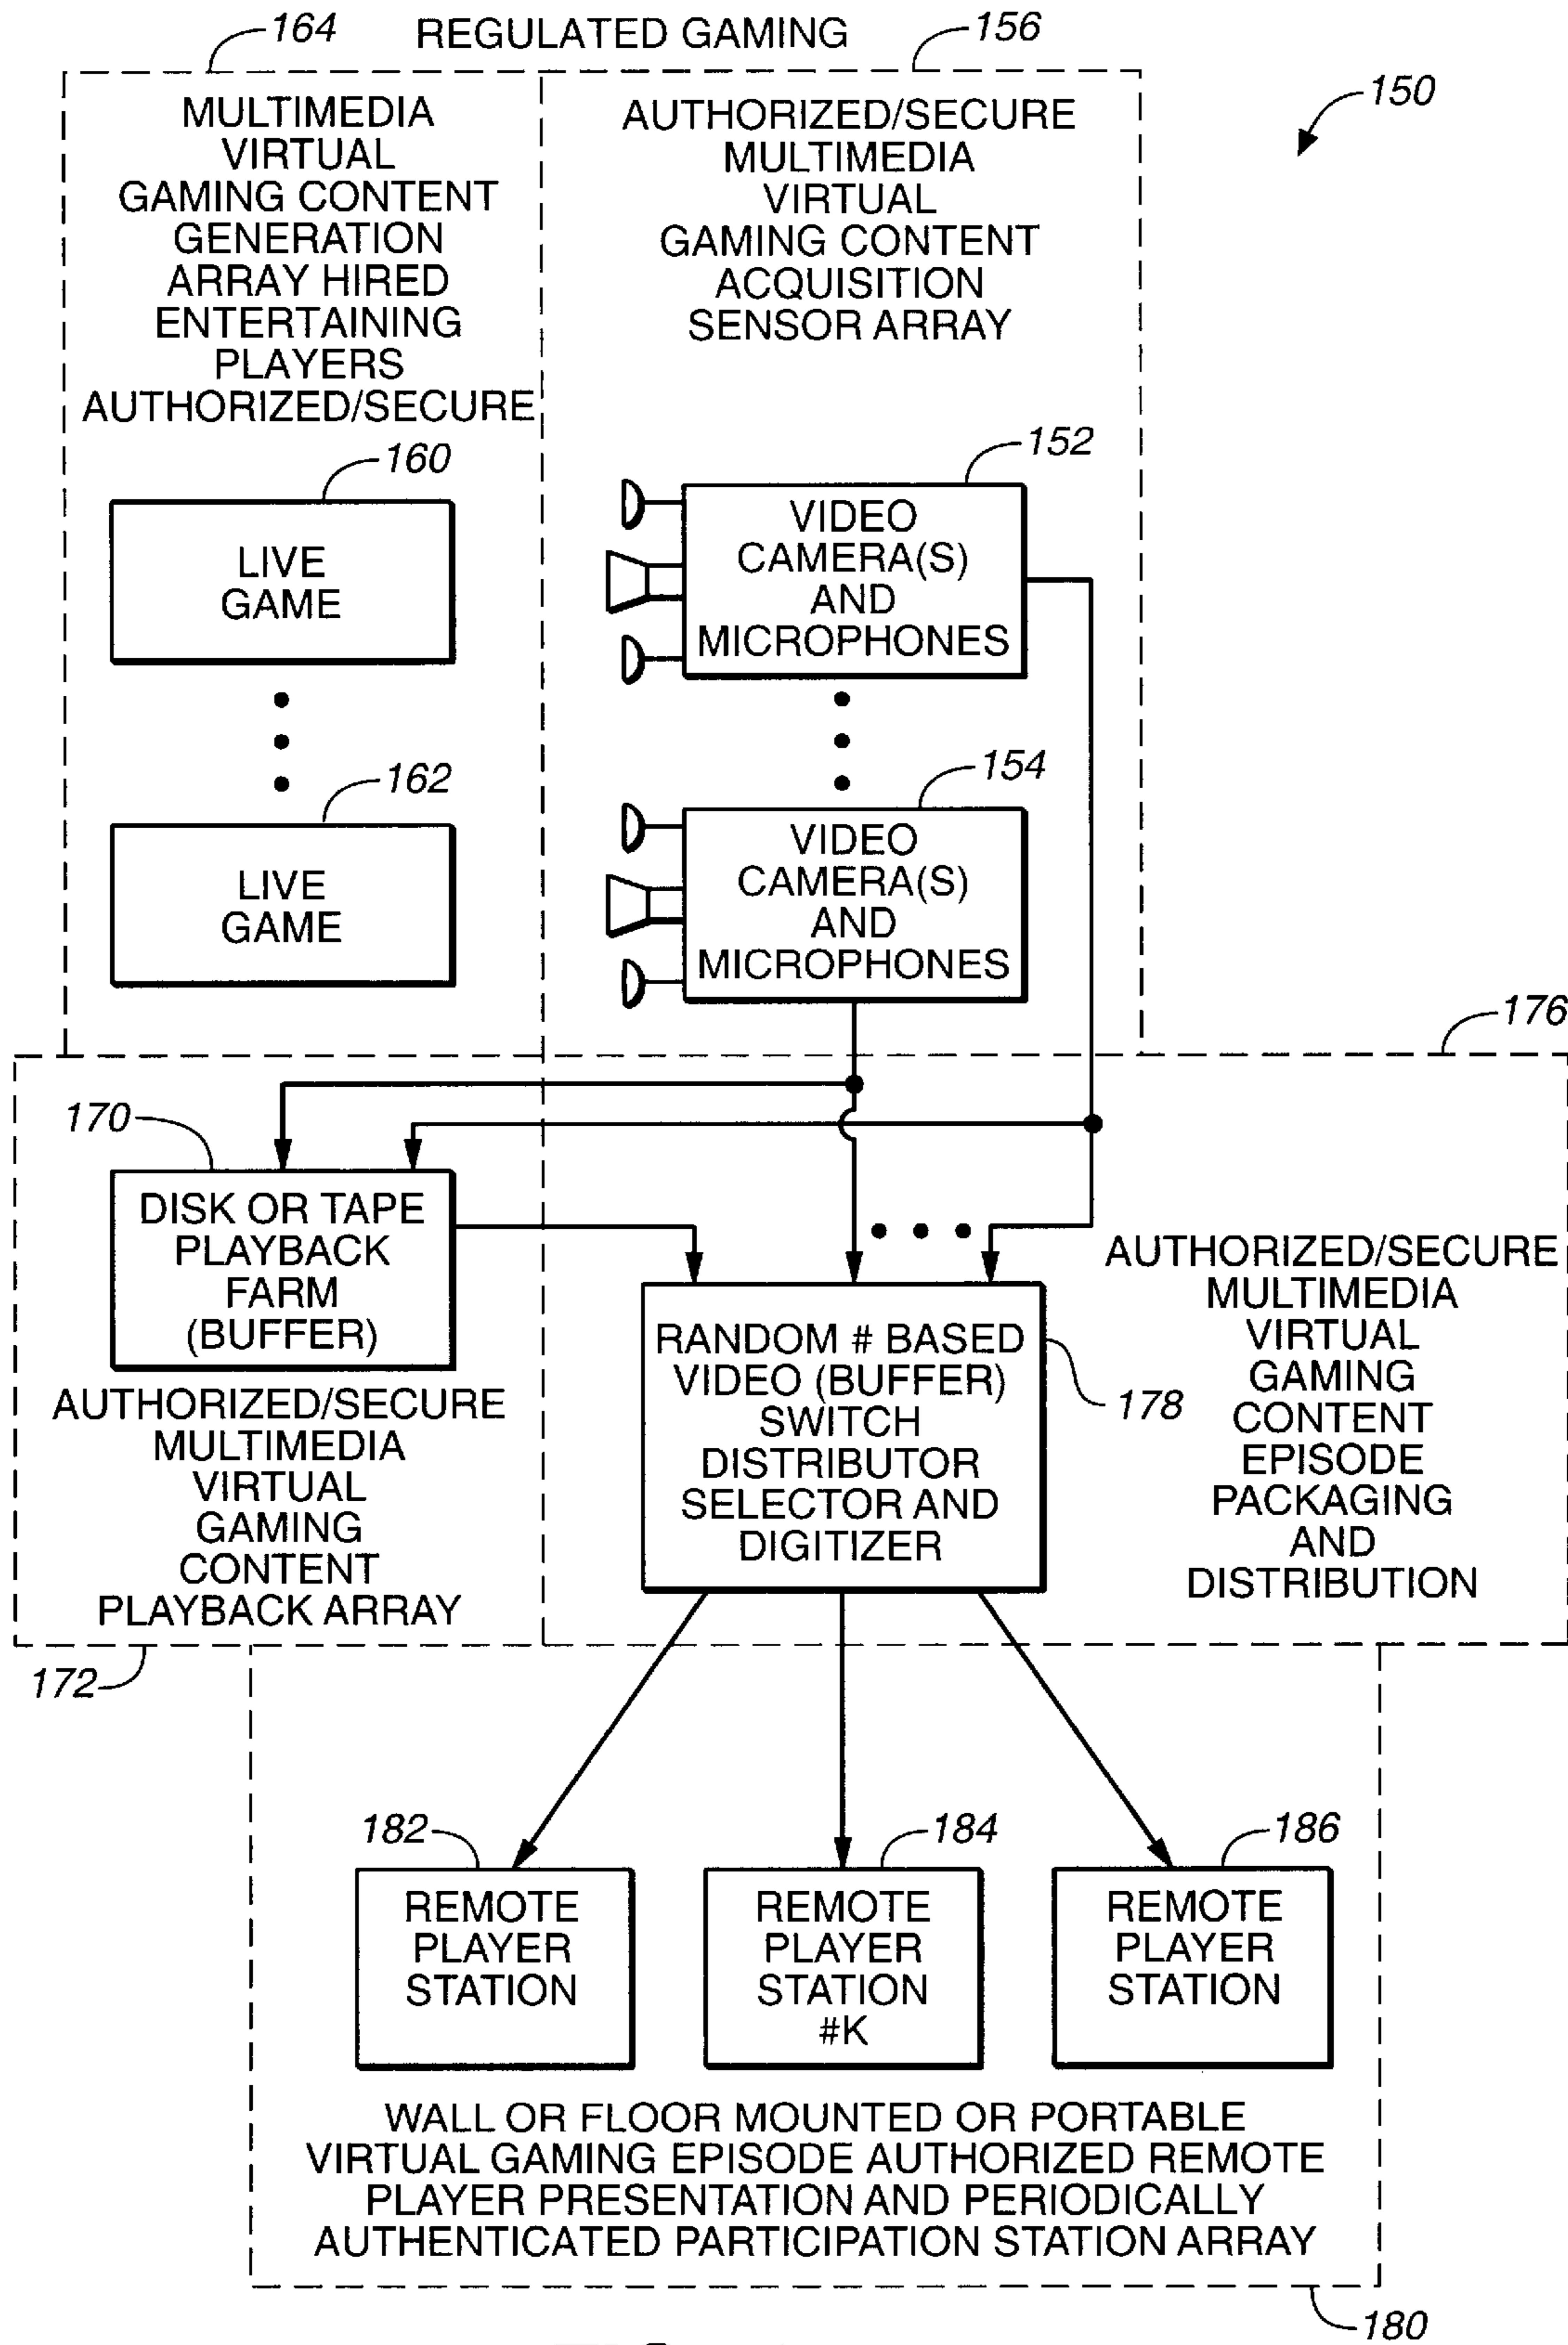 164
REGULATED GAMING
156
150
MULTIMEDIA
VIRTUAL
GAMING CONTENT
GENERATION
ARRAY HIRED
ENTERTAINING
PLAYERS
AUTHORIZED/SECURE
AUTHORIZED/SECURE
MULTIMEDIA
VIRTUAL
GAMING CONTENT
ACQUISITION
SENSOR ARRAY
160
LIVE
GAME
152
VIDEO
CAMERA(S)
AND
MICROPHONES
162
LIVE
GAME
154
VIDEO
CAMERA(S)
AND
MICROPHONES
176
170
DISK OR TAPE
PLAYBACK
FARM
(BUFFER)
AUTHORIZED/SECURE
MULTIMEDIA
VIRTUAL
GAMING
CONTENT
PLAYBACK ARRAY
172
RANDOM # BASED
VIDEO (BUFFER)
SWITCH
DISTRIBUTOR
SELECTOR AND
DIGITIZER
178
AUTHORIZED/SECURE
MULTIMEDIA
VIRTUAL
GAMING
CONTENT
EPISODE
PACKAGING
AND
DISTRIBUTION
182
REMOTE
PLAYER
STATION
184
REMOTE
PLAYER
STATION
#K
186
REMOTE
PLAYER
STATION
WALL OR FLOOR MOUNTED OR PORTABLE
VIRTUAL GAMING EPISODE AUTHORIZED REMOTE
PLAYER PRESENTATION AND PERIODICALLY
AUTHENTICATED PARTICIPATION STATION ARRAY
180